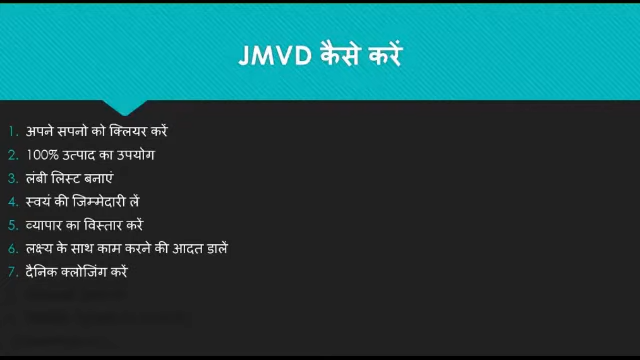 JMVD कैसे करें
1. अपने सपनो को क्लियर करें
2. 100% उत्पाद का उपयोग
3. लंबी लिस्ट बनाएं
4. स्वयं की जिम्मेदारी लें
5. व्यापार का विस्तार करें
6. लक्ष्य के साथ काम करने की आदत डालें
7. दैनिक क्लोजिंग करें